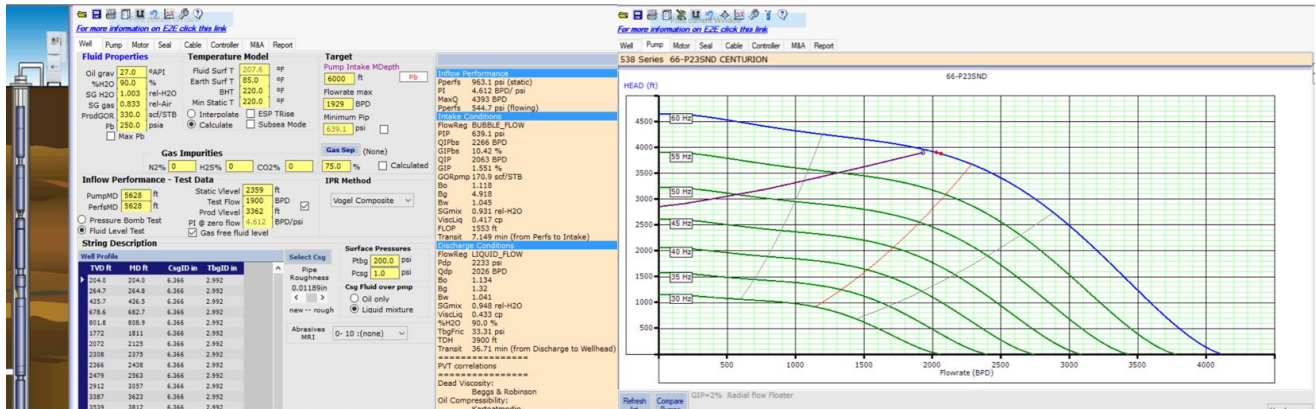 For more information on E2E click this link
Well Pump Motor Seal Cable Controller M&A Report
Fluid Properties
Oil grav 27.0 ºAPI
%H2O 90.0 %
SG H2O 1.003 rel-H2O
SG gas 0.833 rel-Air
ProdGOR 330.0 scf/STB
Pb 250.0 psia
Max Pb
Temperature Model
Fluid Surf T 207.6 ºF
Earth Surf T 85.0 ºF
BHT 220.0 ºF
Min Static T 220.0 ºF
Interpolate ESP TRise
Calculate Subsea Mode
Target
Pump Intake MDepth
6000 ft Pb
Flowrate max
1929 BPD
Minimum Pip
639.1 psi
Gas Impurities
N2% 0 H2S% 0 CO2% 0
Gas Sep (None)
75.0 % Calculated
Inflow Performance - Test Data
PumpMD 5628 ft
PerfsMD 5628 ft
Pressure Bomb Test
Fluid Level Test
Static Vlevel 2359 ft
Test Flow 1900 BPD
Prod Vlevel 3362 ft
PI @ zero flow 4.612 BPD/psi
Gas free fluid level
IPR Method
Vogel Composite
String Description
Well Profile
TVD ft MD ft CsgID in TbgID in
204.0 204.0 6.366 2.992
264.7 264.8 6.366 2.992
435.7 436.5 6.366 2.992
678.6 682.7 6.366 2.992
801.8 808.9 6.366 2.992
1772 1811 6.366 2.992
2072 2125 6.366 2.992
2308 2375 6.366 2.992
2366 2438 6.366 2.992
2479 2563 6.366 2.992
2912 3057 6.366 2.992
3387 3623 6.366 2.992
3539 3812 6.366 2.992
Select Csg
Pipe
Roughness
0.01189in
< >
new -- rough
Surface Pressures
Ptbg 200.0 psi
Pcsg 1.0 psi
Csg Fluid over pmp
Oil only
Liquid mixture
Abrasives
MRI
0- 10 :(none)
Inflow Performance
Pperfs 963.1 psi (static)
PI 4.612 BPD/ psi
MaxQ 4393 BPD
Pperfs 544.7 psi (flowing)
Intake Conditions
FlowReg BUBBLE_FLOW
PIP 639.1 psi
QIPbs 2266 BPD
GIPbs 10.42 %
QIP 2063 BPD
GIP 1.551 %
GORpmp 170.9 scf/STB
Bo 1.118
Bg 4.918
Bw 1.045
SGmix 0.931 rel-H2O
ViscLiq 0.417 cp
FLOP 1553 ft
Transit 7.149 min (from Perfs to Intake)
Discharge Conditions
FlowReg LIQUID_FLOW
Pdp 2233 psi
Qdp 2026 BPD
Bo 1.134
Bg 1.32
Bw 1.041
SGmix 0.948 rel-H2O
ViscLiq 0.433 cp
%H2O 90.0 %
TbgFric 33.31 psi
TDH 3900 ft
Transit 36.71 min (from Discharge to Wellhead)
=================
PVT correlations
=================
Dead Viscosity:
Beggs & Robinson
Oil Compressibility:
For more information on E2E click this link
Well Pump Motor Seal Cable Controller M&A Report
538 Series 66-P23SND CENTURION
66-P23SND
HEAD (ft)
4500
4000
3500
3000
2500
2000
1500
1000
500
60 Hz
55 Hz
50 Hz
45 Hz
40 Hz
35 Hz
30 Hz
500 1000 1500 2000 2500 3000 3500 4000
Flowrate (BPD)
Refresh
Compare
GIP=2% Radial flow Floater